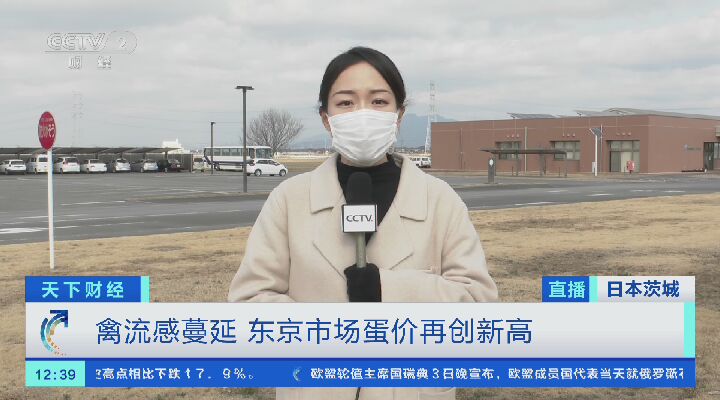 CCTV 2
财经
CCTV
天下财经
直播
日本茨城
禽流感蔓延 东京市场蛋价再创新高
12:39
高点相比下跌17.9%。
欧盟轮值主席国瑞典3日晚宣布，欧盟成员国代表当天就俄罗斯石